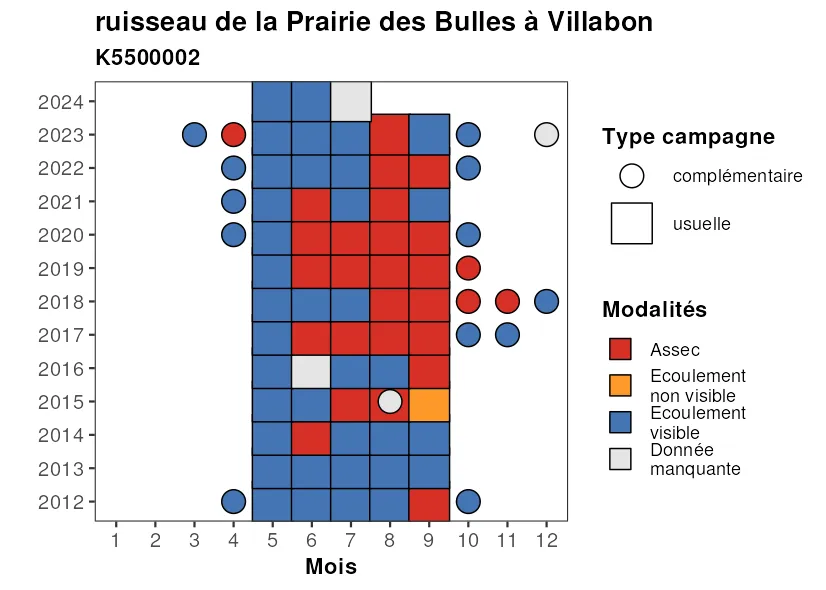 ruisseau de la Prairie des Bulles à Villabon
K5500002
2024
2023
2022
2021
2020
2019
2018
2017
2016
2015
2014
2013
2012
1 2 3 4 5 6 7 8 9 10 11 12
Mois
Type campagne
complémentaire
usuelle
Modalités
Assec
Ecoulement
non visible
Ecoulement
visible
Donnée
manquante